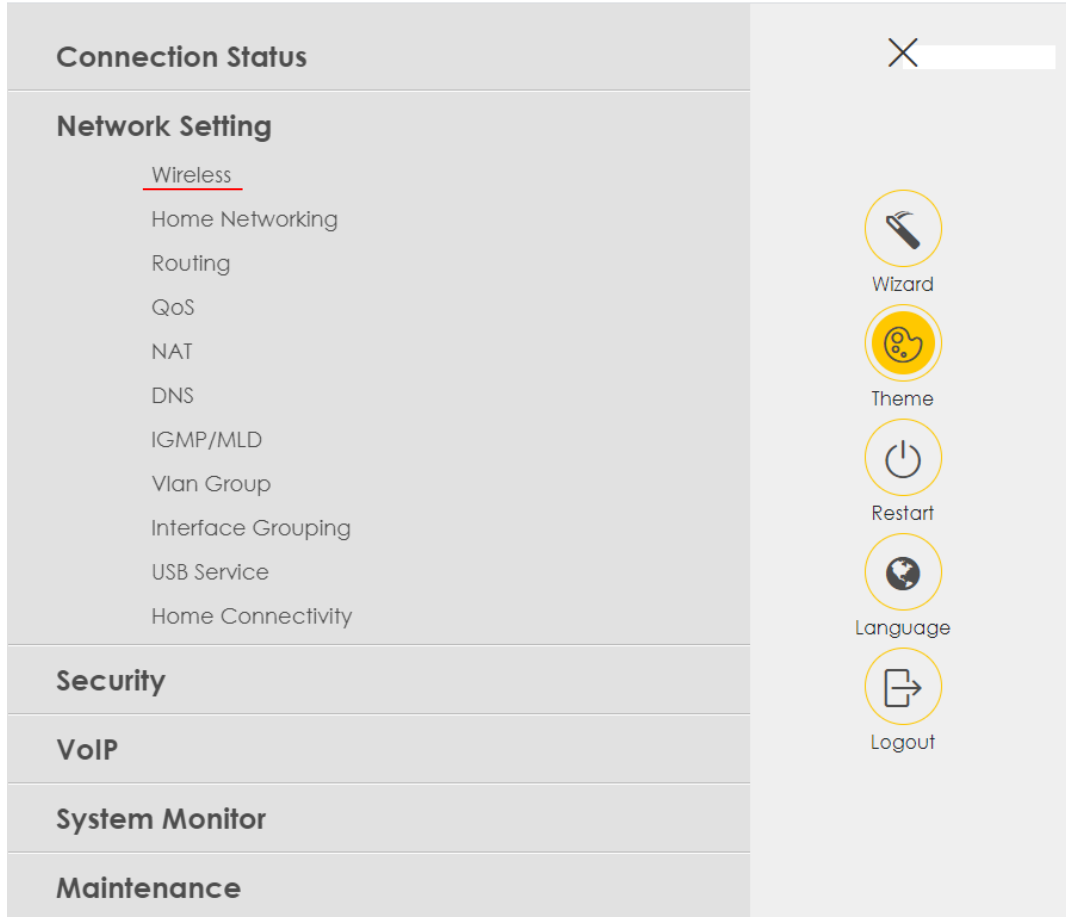 Connection Status
Network Setting
Wireless
Home Networking
Routing
QoS
NAT
DNS
IGMP/MLD
Vlan Group
Interface Grouping
USB Service
Home Connectivity
Security
VoIP
System Monitor
Maintenance
Wizard
Theme
Restart
Language
Logout